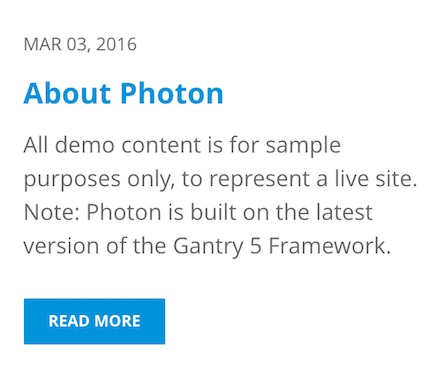 MAR 03, 2016
About Photon
All demo content is for sample
purposes only, to represent a live site.
Note: Photon is built on the latest
version of the Gantry 5 Framework.
READ MORE